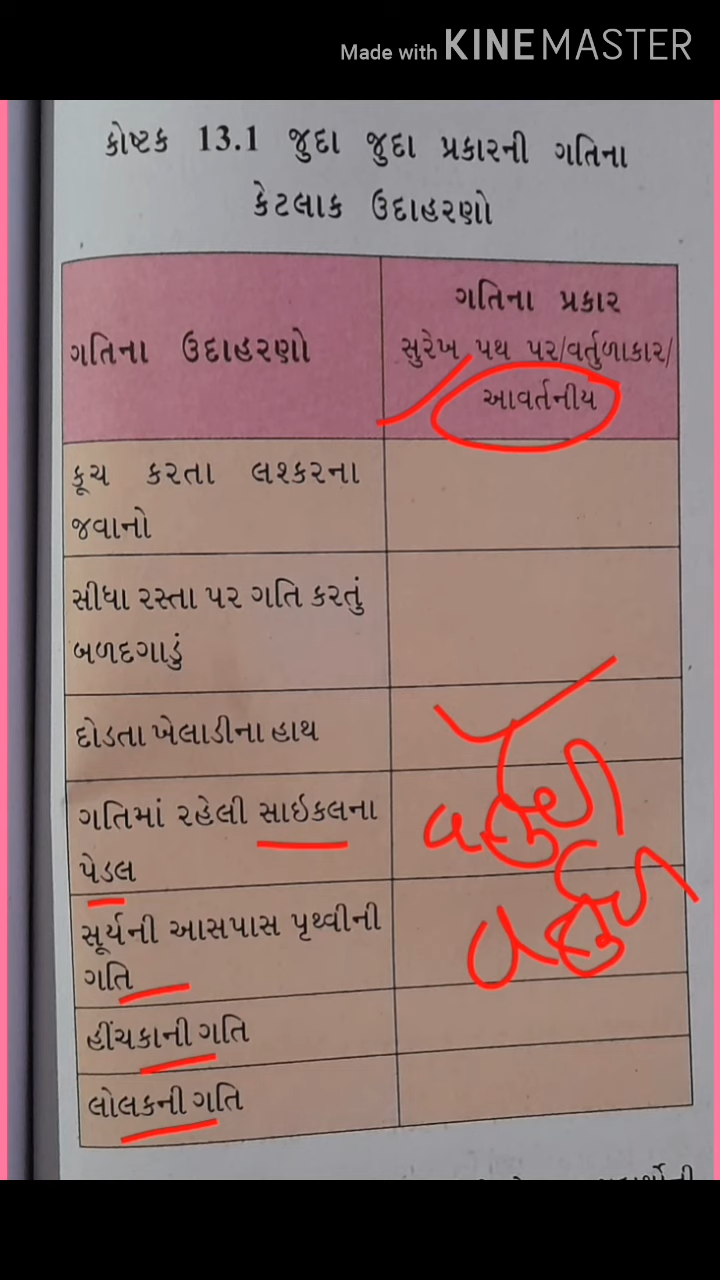 Made with KINEMASTER
કોષ્ટક 13.1 જુદા જુદા પ્રકારની ગતિના
કેટલાક ઉદાહરણો
ગતિના ઉદાહરણો
ગતિના પ્રકાર
સુરેખ પથ પર/વર્તુળાકાર/
આવર્તનીય
કૂચ કરતા લશ્કરના
જવાનો
સીધા રસ્તા પર ગતિ કરતું
બળદગાડું
દોડતા ખેલાડીના હાથ
ગતિમાં રહેલી સાઇકલના
પેડલ
વર્તુળ
સૂર્યની આસપાસ પૃથ્વીની
ગતિ
વર્તુળ
હીંચકાની ગતિ
લોલકની ગતિ